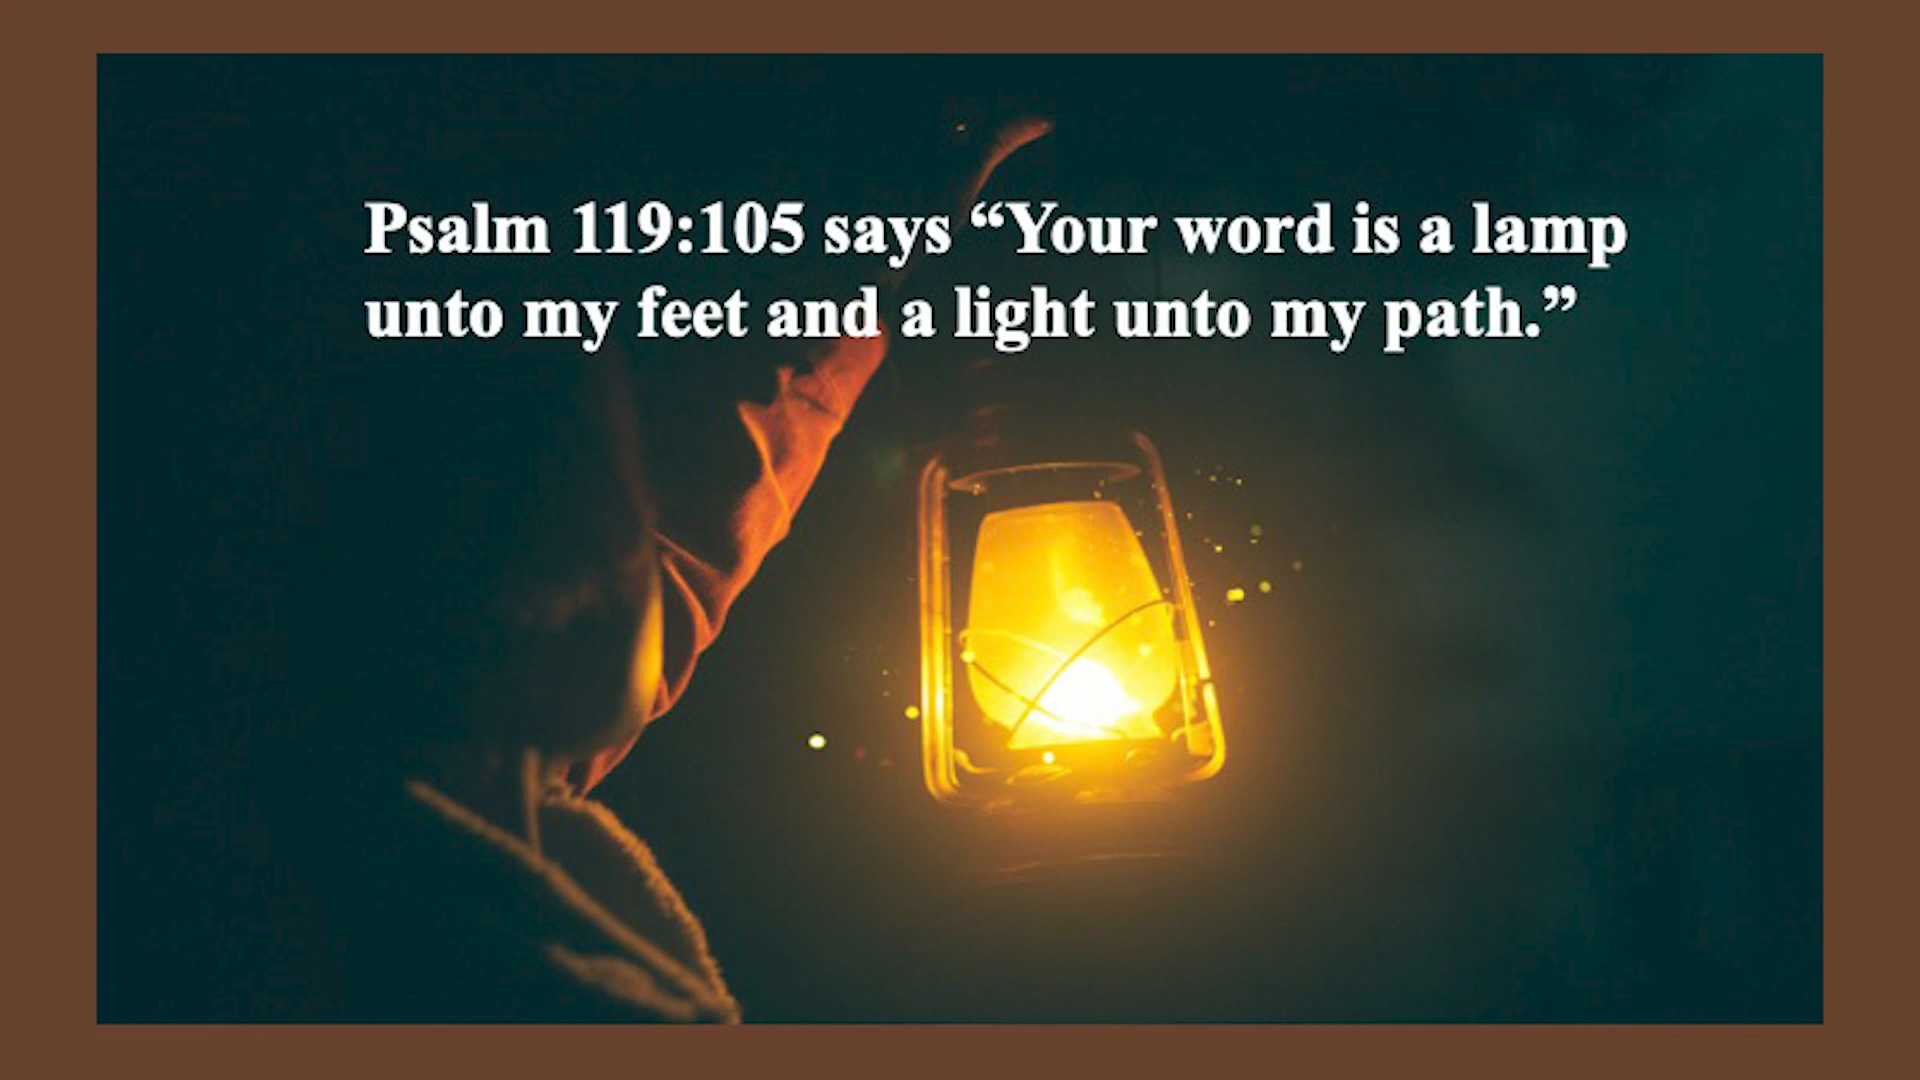 Psalm 119:105 says “Your word is a lamp
unto my feet and a light unto my path.”